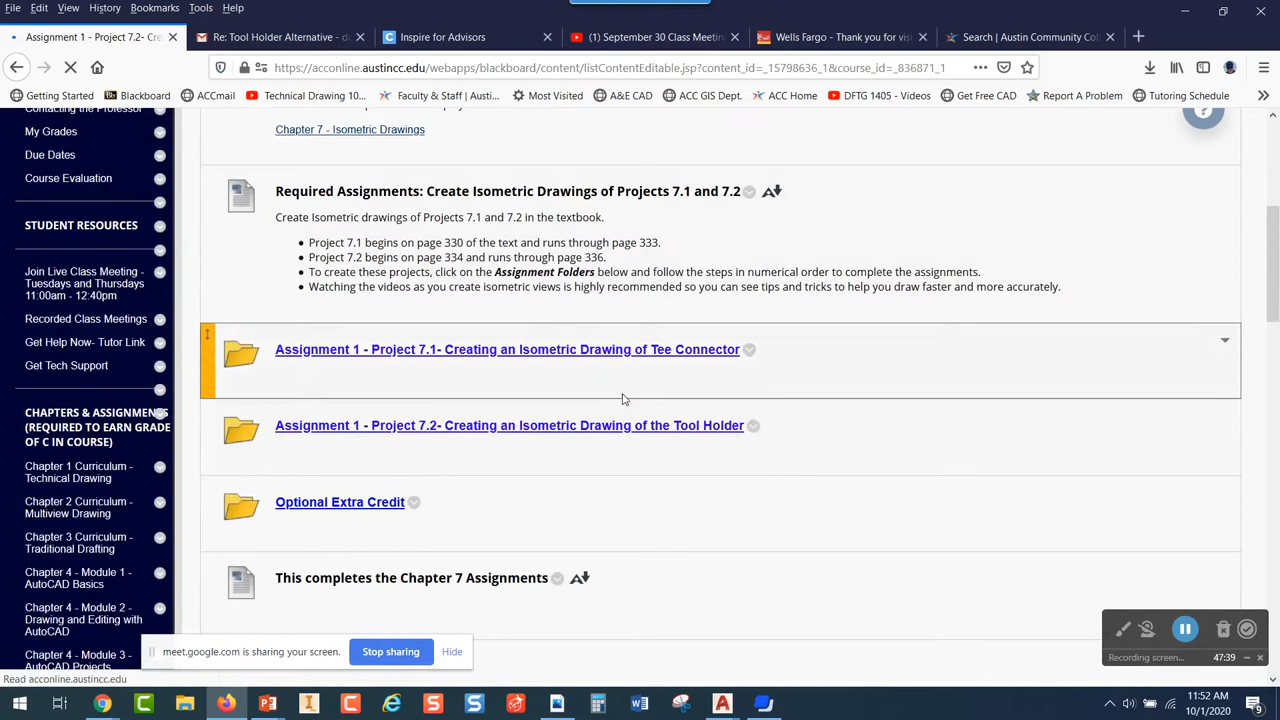 File Edit View History Bookmarks Tools Help
Assignment 1 - Project 7.2- Cre
Re: Tool Holder Alternative - d
Inspire for Advisors
(1) September 30 Class Meetin
Wells Fargo - Thank you for vis
Search | Austin Community Coll
https://acconline.austincc.edu/webapps/blackboard/content/listContentEditable.jsp?content_id=_15798636_1&course_id=_836871_1
Getting Started
Blackboard
ACCmail
Technical Drawing 10...
Faculty & Staff | Austi...
Most Visited
A&E CAD
ACC GIS Dept.
ACC Home
DFTG 1405 - Videos
Get Free CAD
Report A Problem
Tutoring Schedule
Contacting the Professor
My Grades
Due Dates
Course Evaluation
STUDENT RESOURCES
Join Live Class Meeting -
Tuesdays and Thursdays
11:00am - 12:40pm
Recorded Class Meetings
Get Help Now- Tutor Link
Get Tech Support
CHAPTERS & ASSIGNMENTS
(REQUIRED TO EARN GRADE
OF C IN COURSE)
Chapter 1 Curriculum -
Technical Drawing
Chapter 2 Curriculum -
Multiview Drawing
Chapter 3 Curriculum -
Traditional Drafting
Chapter 4 - Module 1 -
AutoCAD Basics
Chapter 4 - Module 2 -
Drawing and Editing with
AutoCAD
Chapter 4 - Module 3 -
AutoCAD Projects
Chapter 7 - Isometric Drawings
Required Assignments: Create Isometric Drawings of Projects 7.1 and 7.2
Create Isometric drawings of Projects 7.1 and 7.2 in the textbook.
• Project 7.1 begins on page 330 of the text and runs through page 333.
• Project 7.2 begins on page 334 and runs through page 336.
• To create these projects, click on the Assignment Folders below and follow the steps in numerical order to complete the assignments.
• Watching the videos as you create isometric views is highly recommended so you can see tips and tricks to help you draw faster and more accurately.
Assignment 1 - Project 7.1- Creating an Isometric Drawing of Tee Connector
Assignment 1 - Project 7.2- Creating an Isometric Drawing of the Tool Holder
Optional Extra Credit
This completes the Chapter 7 Assignments
meet.google.com is sharing your screen.
Stop sharing
Hide
Recording screen...
47:39
Read acconline.austincc.edu
11:52 AM
10/1/2020
9